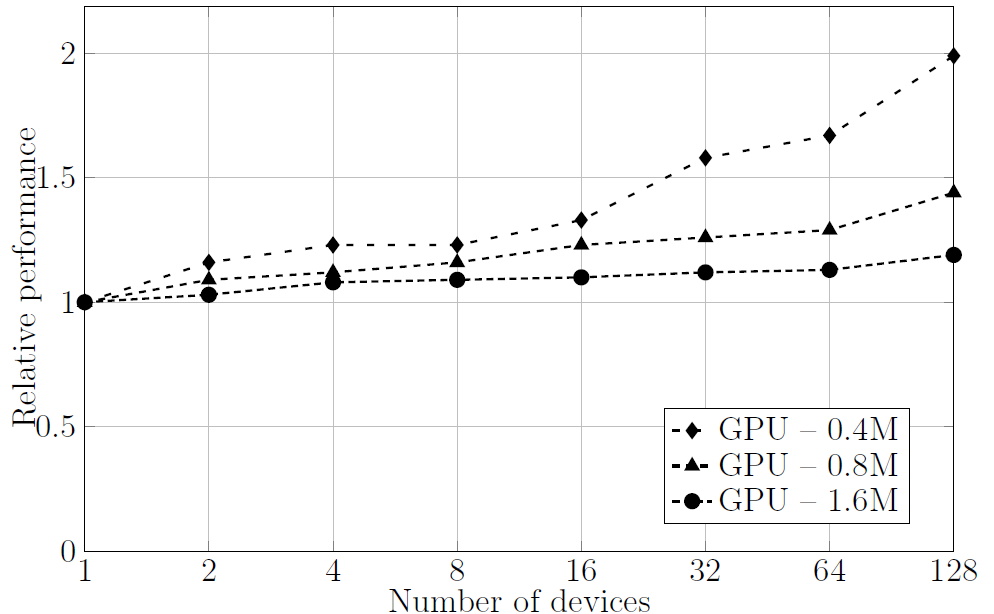 Relative performance
2
1.5
1
0.5
0
GPU – 0.4M
GPU – 0.8M
GPU – 1.6M
1 2 4 8 16 32 64 128
Number of devices